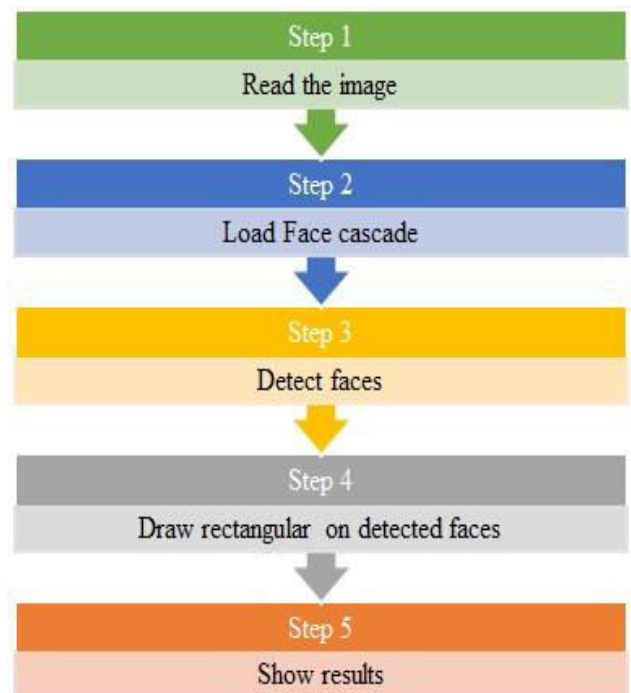 Step 1
Read the image
Step 2
Load Face cascade
Step 3
Detect faces
Step 4
Draw rectangular on detected faces
Step 5
Show results